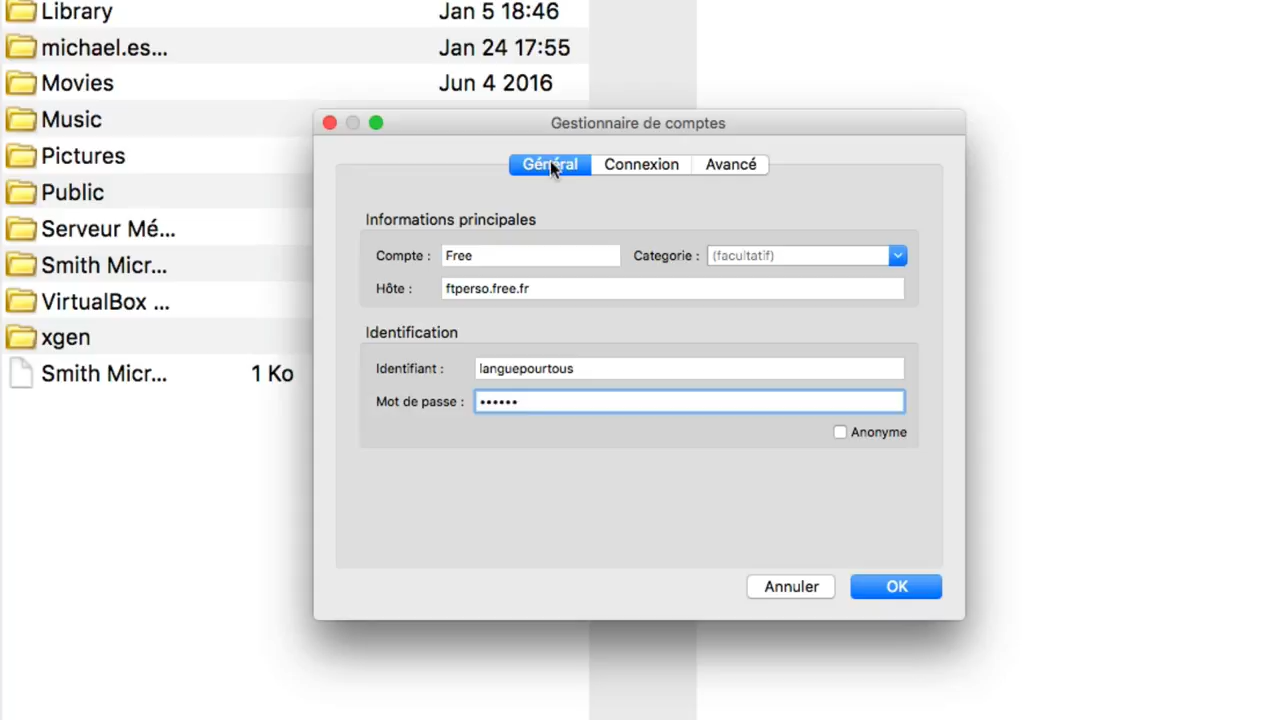 Library Jan 5 18:46
michael.es... Jan 24 17:55
Movies Jun 4 2016
Music
Pictures
Public
Serveur Mé...
Smith Micr...
VirtualBox ...
xgen
Smith Micr... 1 Ko
Gestionnaire de comptes
Général Connexion Avancé
Informations principales
Compte : Free Categorie : (facultatif)
Hôte : ftperso.free.fr
Identification
Identifiant : languepourtous
Mot de passe : ••••••
Anonyme
Annuler OK